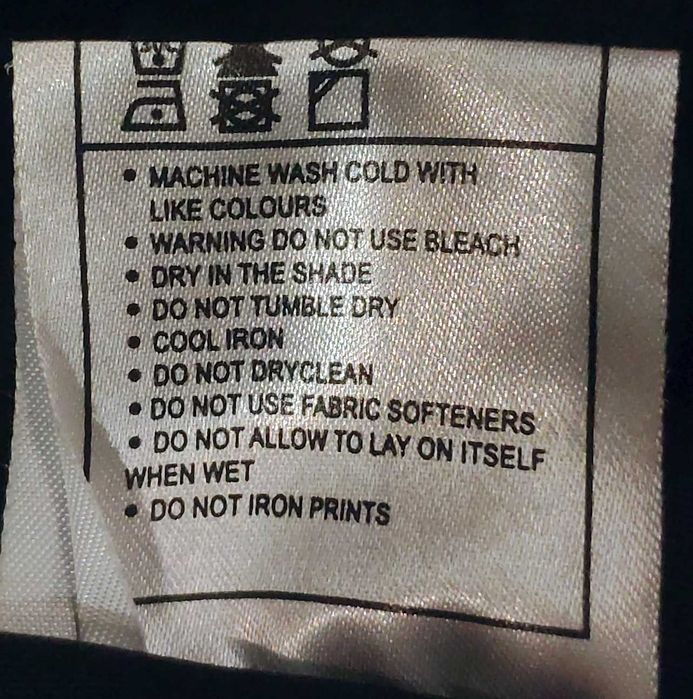 • MACHINE WASH COLD WITH
LIKE COLOURS
• WARNING DO NOT USE BLEACH
• DRY IN THE SHADE
• DO NOT TUMBLE DRY
• COOL IRON
• DO NOT DRYCLEAN
• DO NOT USE FABRIC SOFTENERS
• DO NOT ALLOW TO LAY ON ITSELF
WHEN WET
• DO NOT IRON PRINTS